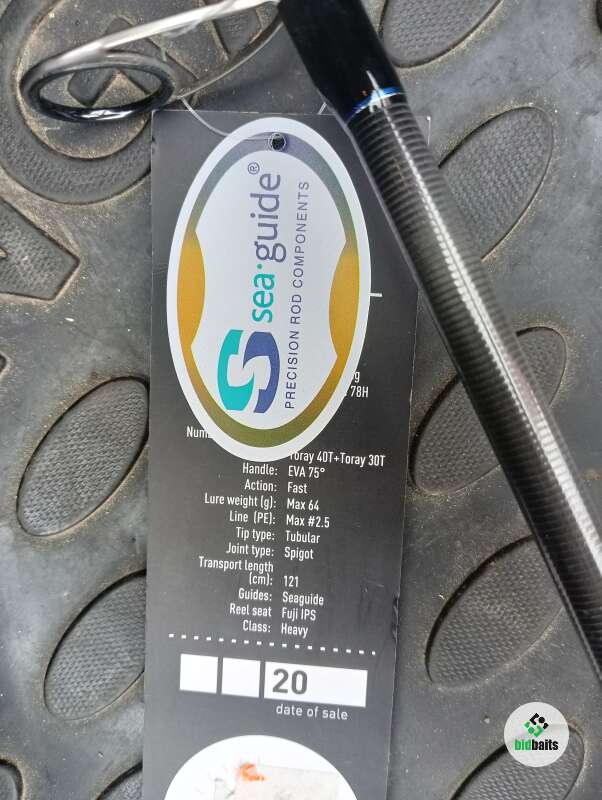 sea·guide®
PRECISION ROD COMPONENTS
g
78H
Num
Toray 40T+Toray 30T
Handle: EVA 75°
Action: Fast
Lure weight (g): Max 64
Line (PE): Max #2.5
Tip type: Tubular
Joint type: Spigot
Transport length
(cm): 121
Guides: Seaguide
Reel seat Fuji IPS
Class: Heavy
20
date of sale
bidbaits